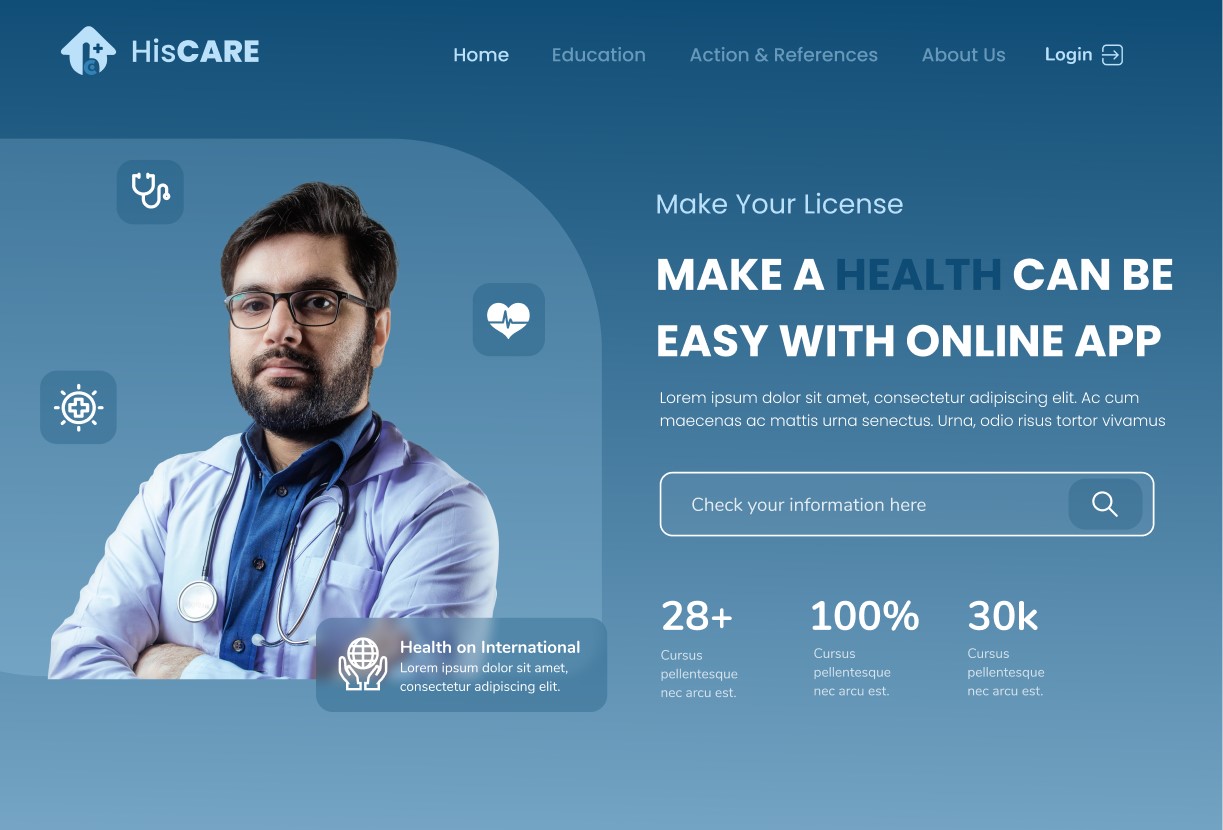 HisCARE
Home Education Action & References About Us Login
Make Your License
MAKE A HEALTH CAN BE
EASY WITH ONLINE APP
Lorem ipsum dolor sit amet, consectetur adipiscing elit. Ac cum
maecenas ac mattis urna senectus. Urna, odio risus tortor vivamus
Check your information here
28+
Cursus
pellentesque
nec arcu est.
100%
Cursus
pellentesque
nec arcu est.
30k
Cursus
pellentesque
nec arcu est.
Health on International
Lorem ipsum dolor sit amet,
consectetur adipiscing elit.